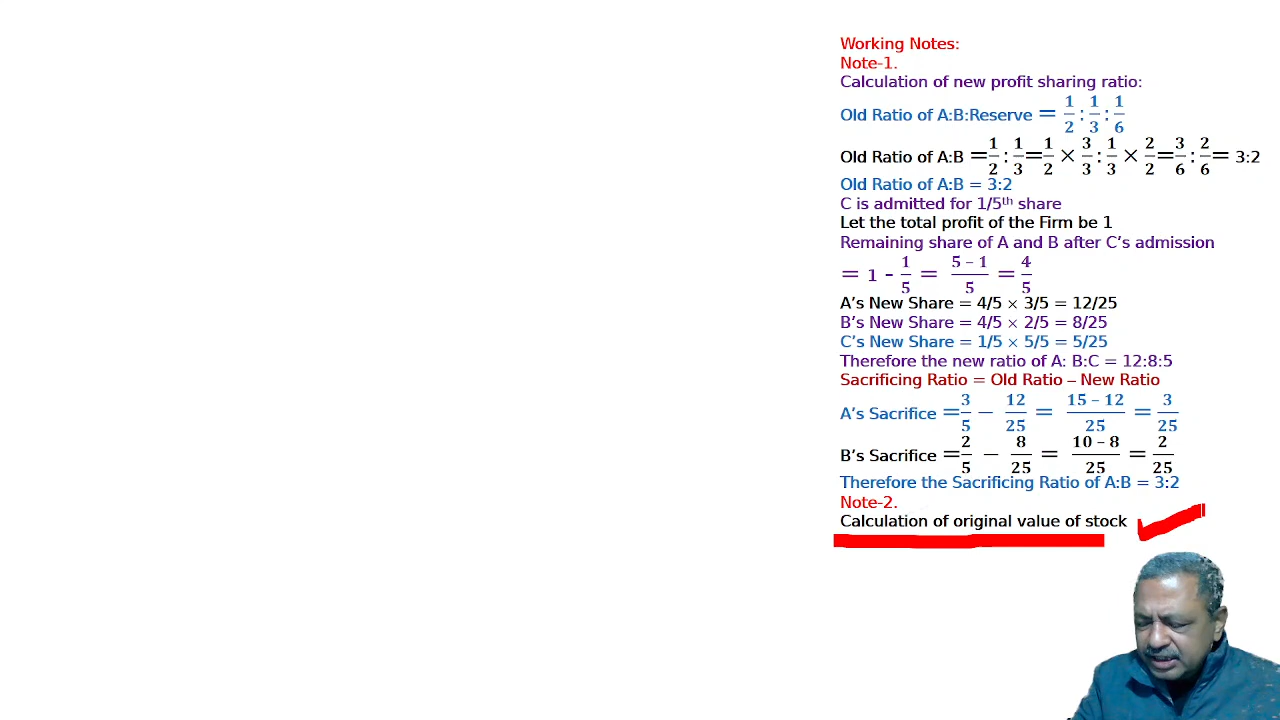 Working Notes:
Note-1.
Calculation of new profit sharing ratio:
Old Ratio of A:B:Reserve = 1/2 : 1/3 : 1/6
Old Ratio of A:B = 1/2 : 1/3 = 1/2 × 3/3 : 1/3 × 2/2 = 3/6 : 2/6 = 3:2
Old Ratio of A:B = 3:2
C is admitted for 1/5th share
Let the total profit of the Firm be 1
Remaining share of A and B after C’s admission
= 1 - 1/5 = 5 – 1/5 = 4/5
A’s New Share = 4/5 × 3/5 = 12/25
B’s New Share = 4/5 × 2/5 = 8/25
C’s New Share = 1/5 × 5/5 = 5/25
Therefore the new ratio of A: B:C = 12:8:5
Sacrificing Ratio = Old Ratio – New Ratio
A’s Sacrifice = 3/5 – 12/25 = 15 – 12/25 = 3/25
B’s Sacrifice = 2/5 – 8/25 = 10 – 8/25 = 2/25
Therefore the Sacrificing Ratio of A:B = 3:2
Note-2.
Calculation of original value of stock